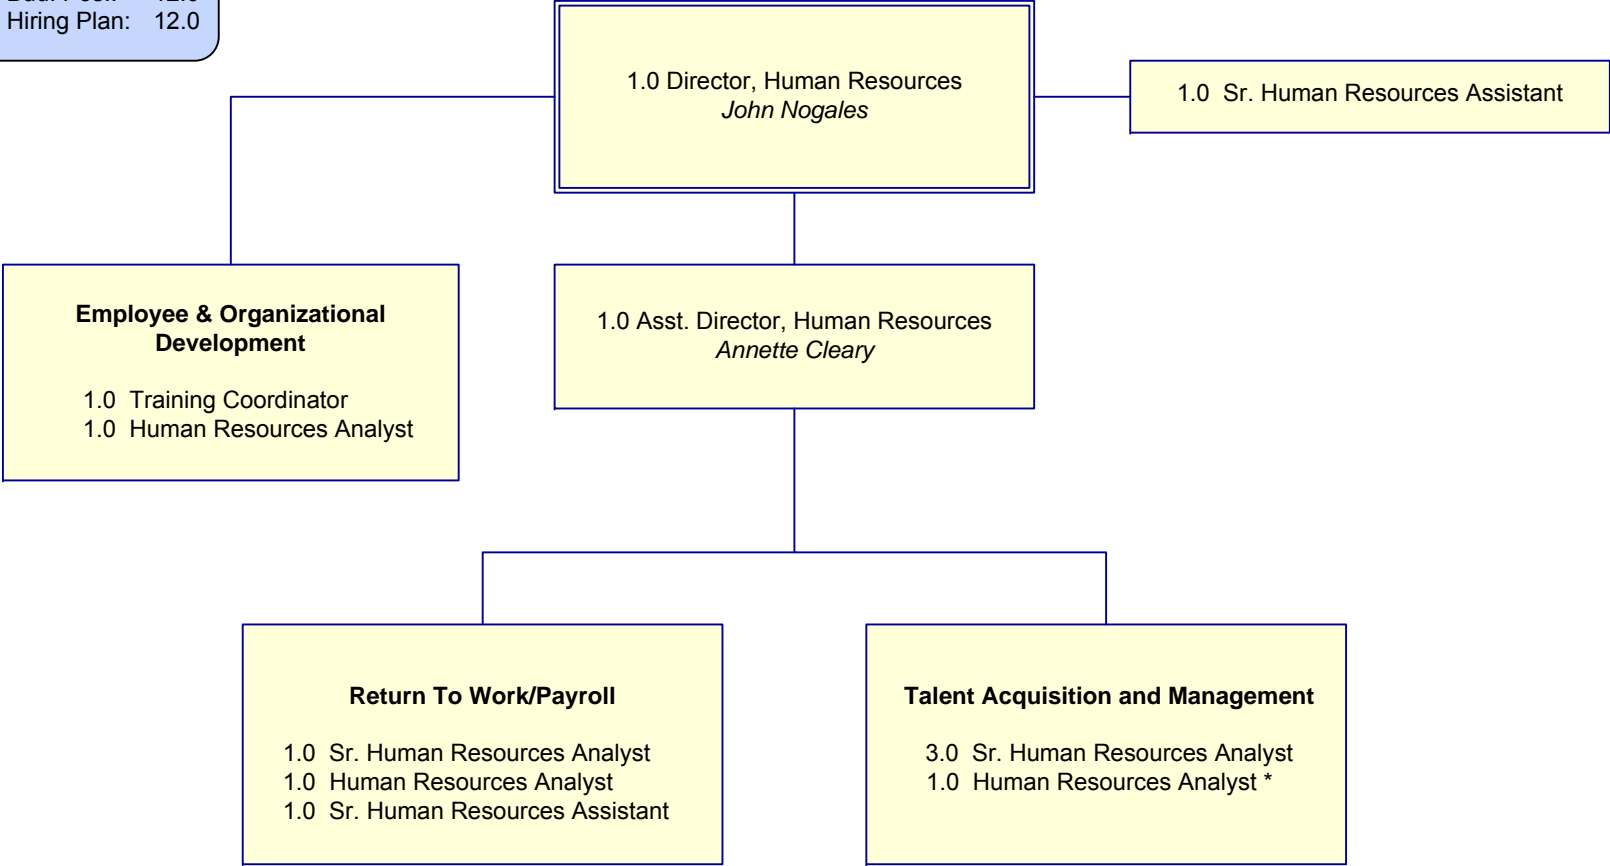 Hiring Plan: 12.0
1.0 Director, Human Resources
John Nogales
1.0 Sr. Human Resources Assistant
Employee & Organizational
Development
1.0 Training Coordinator
1.0 Human Resources Analyst
1.0 Asst. Director, Human Resources
Annette Cleary
Return To Work/Payroll
1.0 Sr. Human Resources Analyst
1.0 Human Resources Analyst
1.0 Sr. Human Resources Assistant
Talent Acquisition and Management
3.0 Sr. Human Resources Analyst
1.0 Human Resources Analyst *